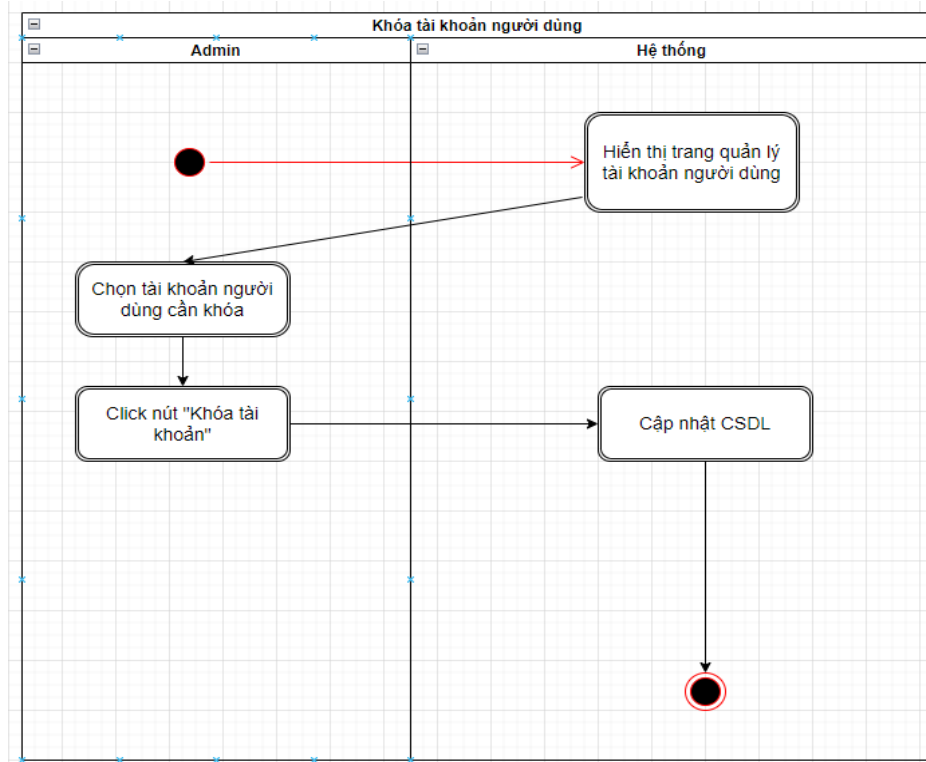 Khóa tài khoản người dùng
Admin
Hệ thống
Hiển thị trang quản lý
tài khoản người dùng
Chọn tài khoản người
dùng cần khóa
Click nút "Khóa tài
khoản"
Cập nhật CSDL